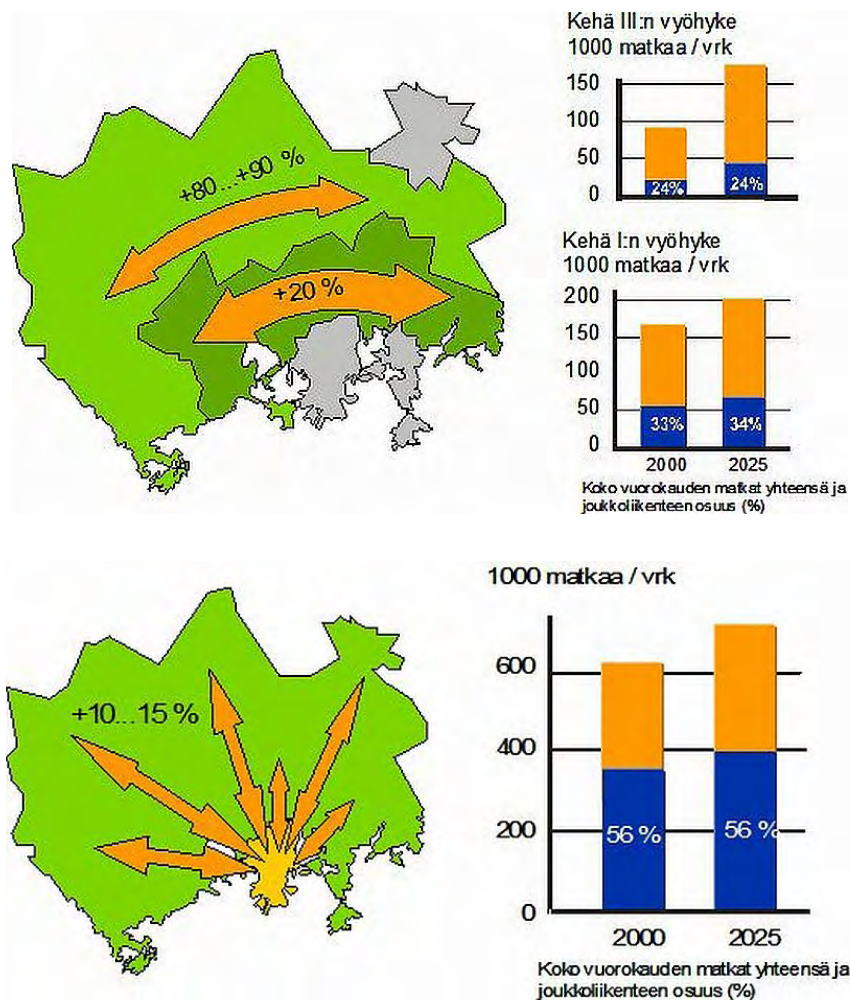 Kehä III:n vyöhyke
1000 matkaa / vrk
150
100
50
0
24%
24%
+80...+90 %
Kehä I:n vyöhyke
1000 matkaa / vrk
200
150
100
50
0
33%
34%
2000
2025
+20 %
Koko vuorokauden matkat yhteensä ja
joukkoliikenteen osuus (%)
1000 matkaa / vrk
600
400
200
0
56 %
56 %
2000
2025
+10...15 %
Koko vuorokauden matkat yhteensä ja
joukkoliikenteen osuus (%)